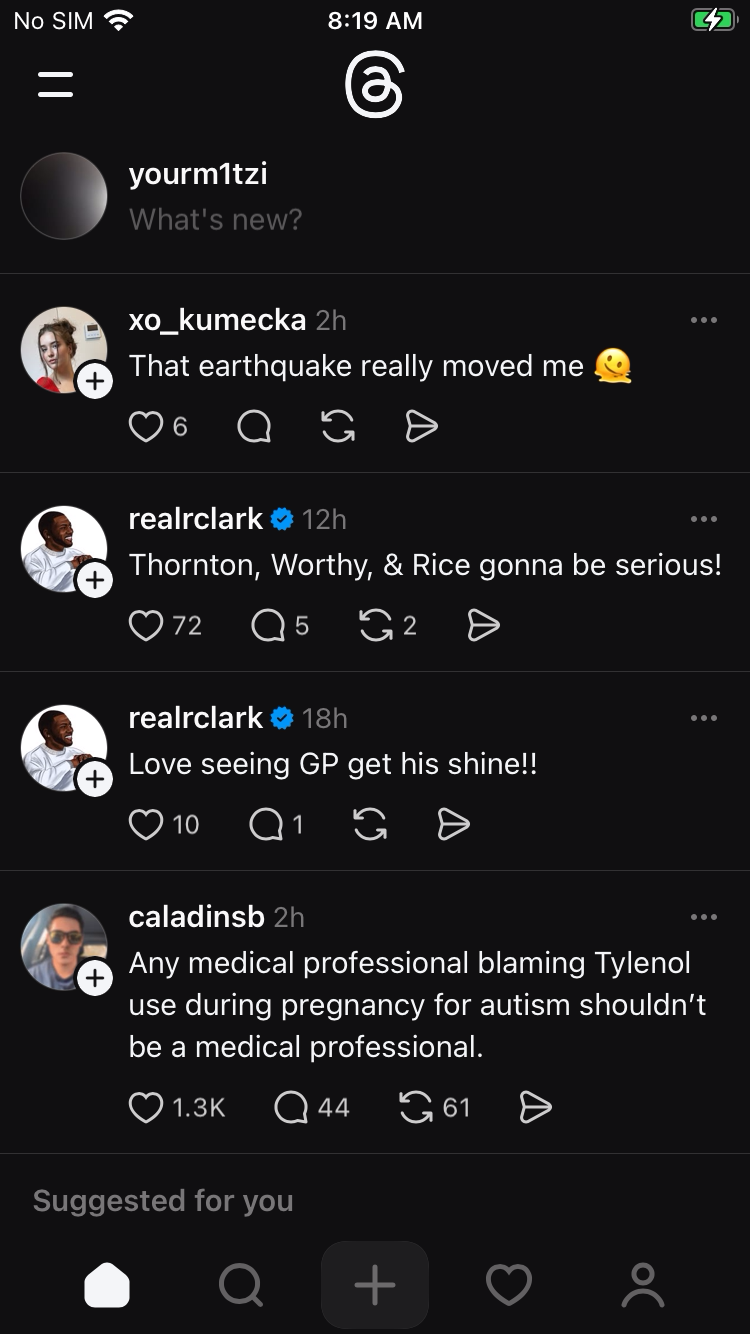 No SIM 8:19 AM
yourm1tzi
What's new?
xo_kumecka 2h
That earthquake really moved me 🫠
6
realrclark 12h
Thornton, Worthy, & Rice gonna be serious!
72 5 2
realrclark 18h
Love seeing GP get his shine!!
10 1
caladinsb 2h
Any medical professional blaming Tylenol
use during pregnancy for autism shouldn’t
be a medical professional.
1.3K 44 61
Suggested for you